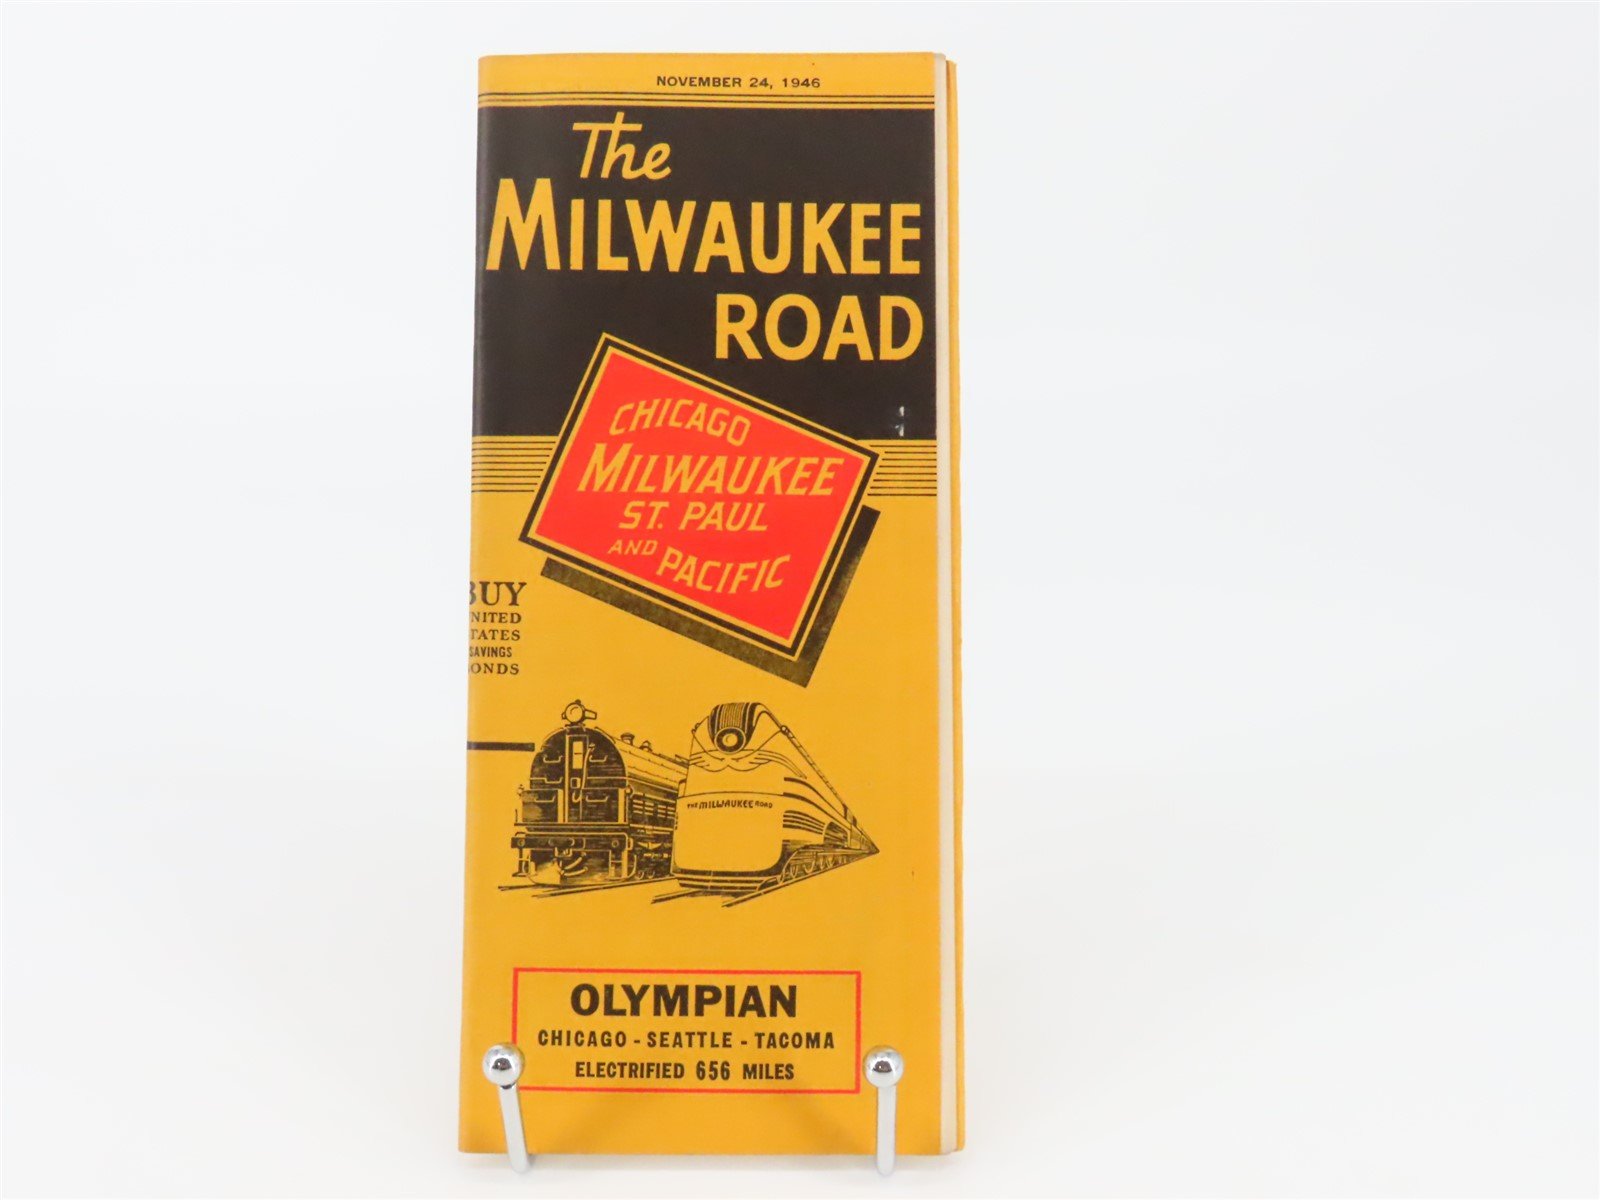 NOVEMBER 24, 1946
The
MILWAUKEE
ROAD
CHICAGO
MILWAUKEE
ST. PAUL
AND PACIFIC
BUY
NITED
TATES
SAVINGS
ONDS
THE MILWAUKEE ROAD
OLYMPIAN
CHICAGO - SEATTLE - TACOMA
ELECTRIFIED 656 MILES